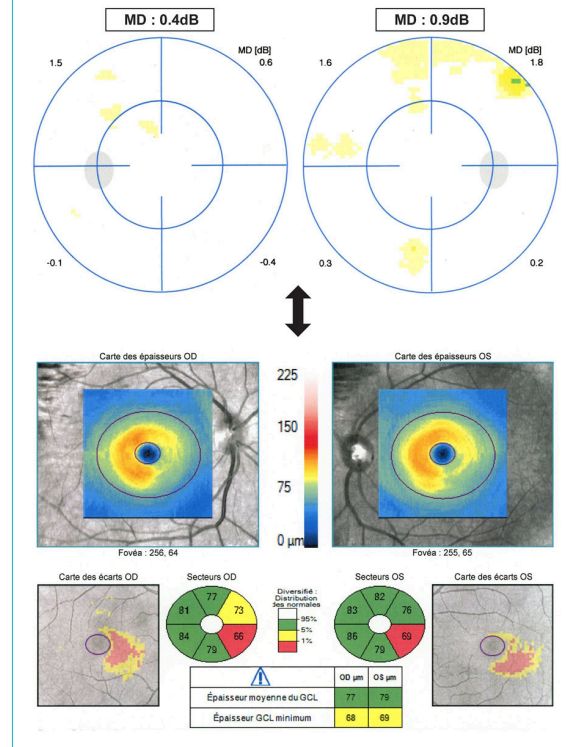 MD : 0.4dB
MD : 0.9dB
MD [dB]
MD [dB]
1.5
0.6
1.6
1.8
-0.1
-0.4
0.3
0.2
Carte des épaisseurs OD
Carte des épaisseurs OS
225
150
75
0 µm
Fovéa : 256, 64
Fovéa : 255, 65
Carte des écarts OD
Secteurs OD
Diversifié :
Distribution
des normales
Secteurs OS
Carte des écarts OS
77
81
73
84
66
79
95%
5%
1%
82
83
76
86
69
79
OD µm
OS µm
Épaisseur moyenne du GCL
77
79
Épaisseur GCL minimum
68
69